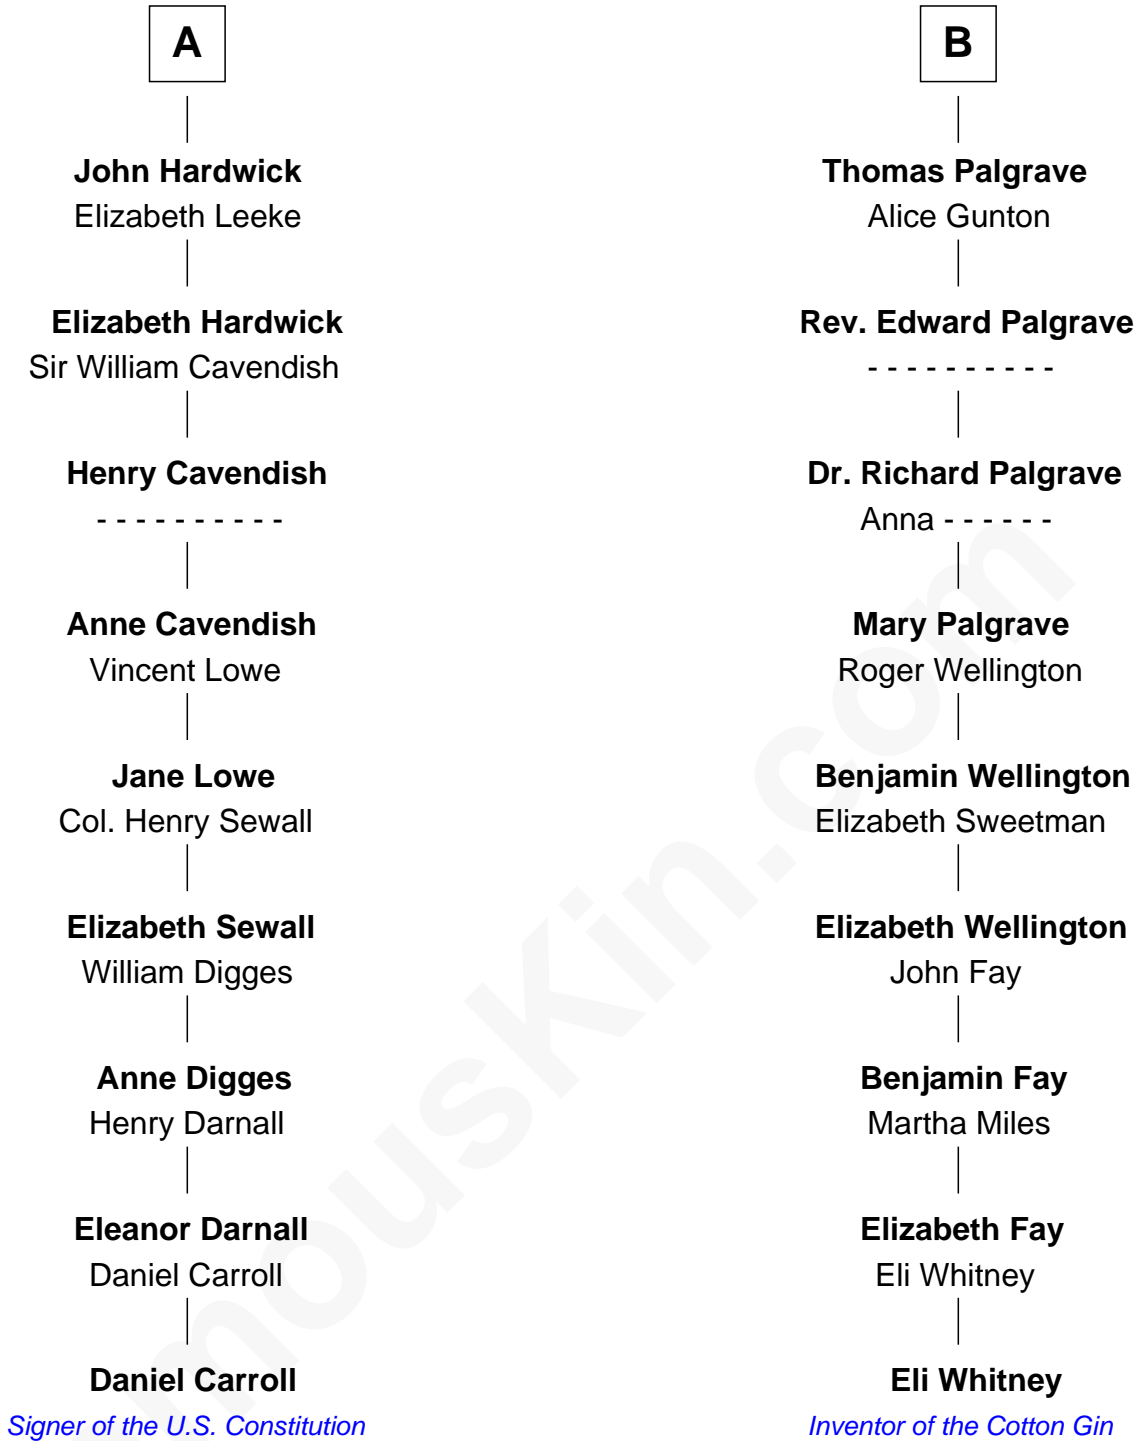 A
John Hardwick
Elizabeth Leeke
Elizabeth Hardwick
Sir William Cavendish
Henry Cavendish
- - - - - - - - - -
Anne Cavendish
Vincent Lowe
Jane Lowe
Col. Henry Sewall
Elizabeth Sewall
William Digges
Anne Digges
Henry Darnall
Eleanor Darnall
Daniel Carroll
Daniel Carroll
Signer of the U.S. Constitution
B
Thomas Palgrave
Alice Gunton
Rev. Edward Palgrave
- - - - - - - - - -
Dr. Richard Palgrave
Anna - - - - - -
Mary Palgrave
Roger Wellington
Benjamin Wellington
Elizabeth Sweetman
Elizabeth Wellington
John Fay
Benjamin Fay
Martha Miles
Elizabeth Fay
Eli Whitney
Eli Whitney
Inventor of the Cotton Gin
mousKin.com